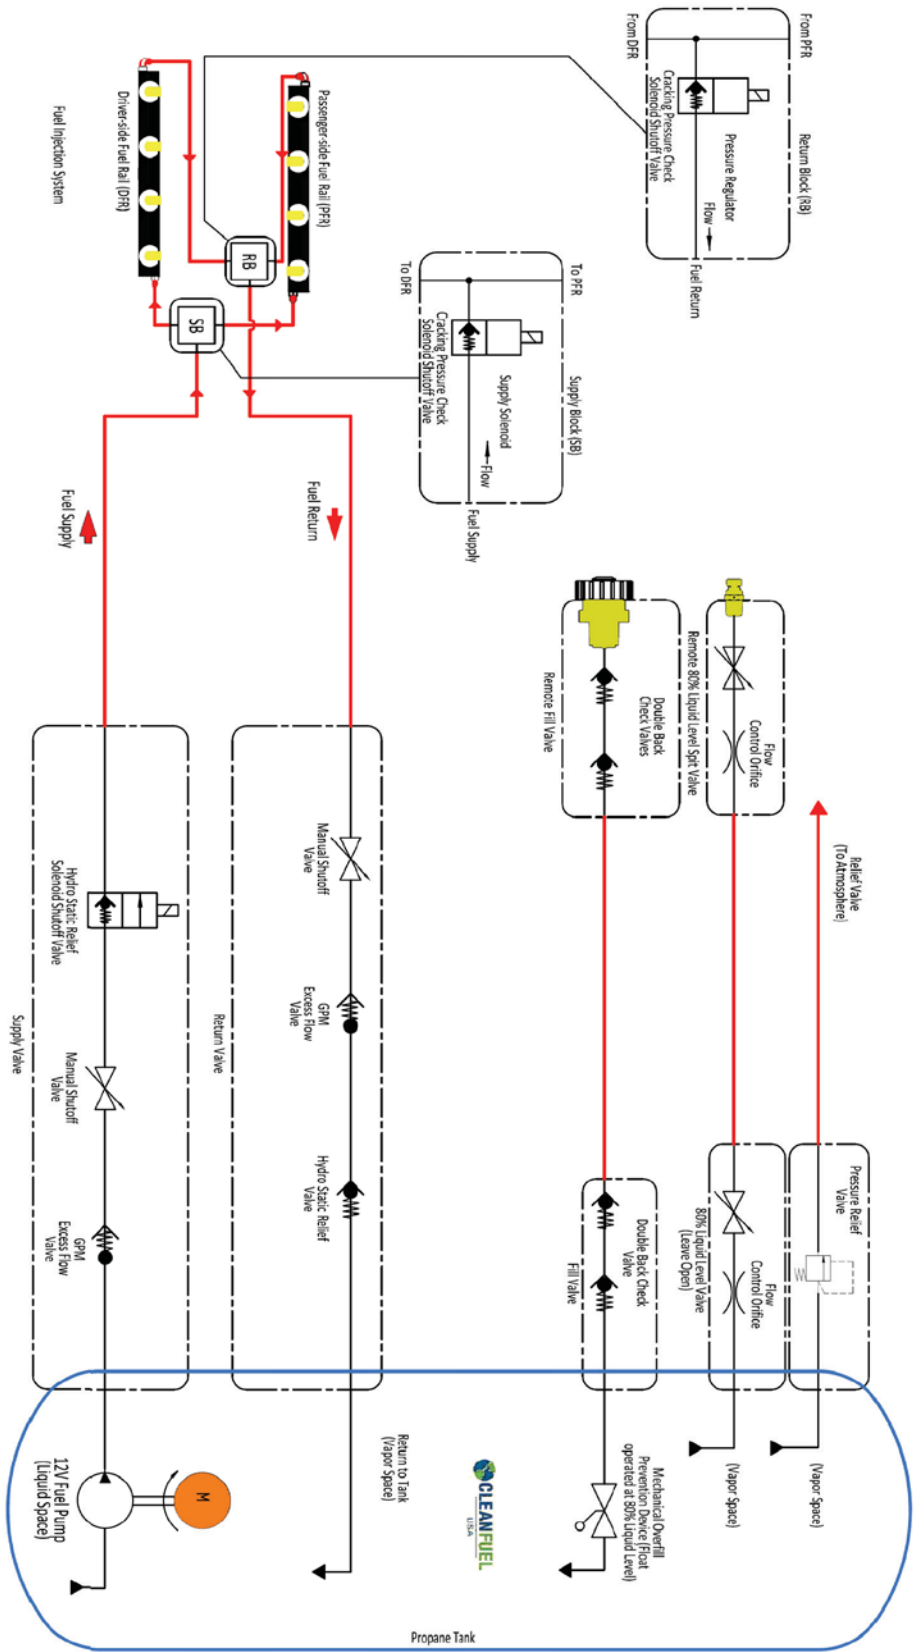 From PFR
From DFR
Return Block (RB)
Pressure Regulator
Cracking Pressure Check
Solenoid Shutoff Valve
Flow
Fuel Return
Passenger-side Fuel Rail (PFR)
Driver-side Fuel Rail (DFR)
Fuel Injection System
RB
SB
To PFR
To DFR
Supply Block (SB)
Supply Solenoid
Cracking Pressure Check
Solenoid Shutoff Valve
Flow
Fuel Supply
Fuel Return
Fuel Supply
Relief Valve
(To Atmosphere)
Pressure Relief
Valve
(Vapor Space)
Flow
Control Orifice
Remote 80% Liquid Level Spit Valve
Flow
Control Orifice
80% Liquid Level Valve
(Leave Open)
(Vapor Space)
Double Back
Check Valves
Remote Fill Valve
Double Back Check
Valve
Fill Valve
Mechanical Overfill
Prevention Device (Float
operated at 80% Liquid Level)
CLEANFUEL
USA
Manual Shutoff
Valve
GPM
Excess Flow
Valve
Hydro Static Relief
Valve
Return Valve
Return to Tank
(Vapor Space)
Hydro Static Relief
Solenoid Shutoff Valve
Manual Shutoff
Valve
GPM
Excess Flow
Valve
Supply Valve
M
12V Fuel Pump
(Liquid Space)
Propane Tank